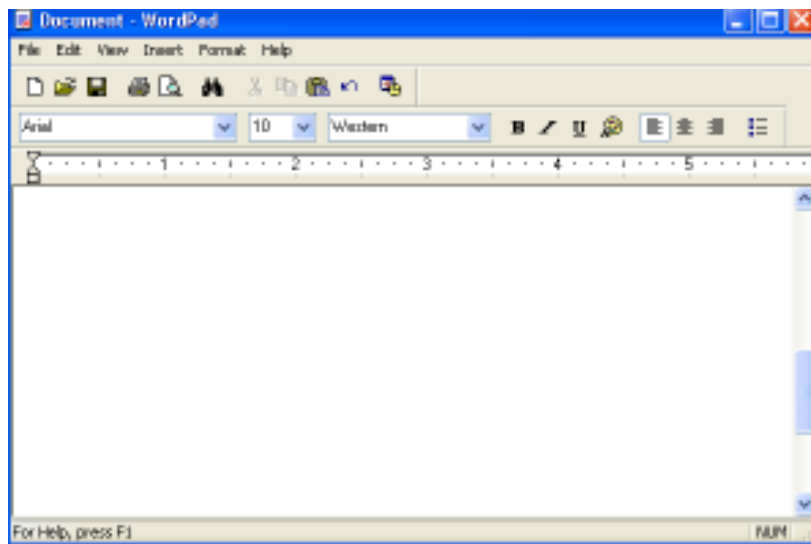 Document - WordPad
File Edit View Insert Format Help
Arial 10 Western B / U
1 2 3 4 5
For Help, press F1 NUM